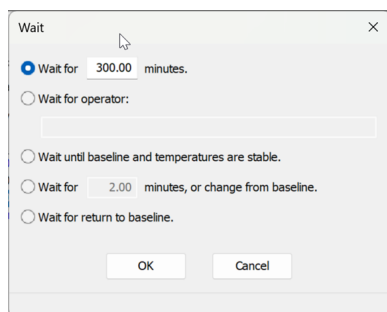 Wait
Wait for 300.00 minutes.
Wait for operator:
Wait until baseline and temperatures are stable.
Wait for 2.00 minutes, or change from baseline.
Wait for return to baseline.
OK Cancel